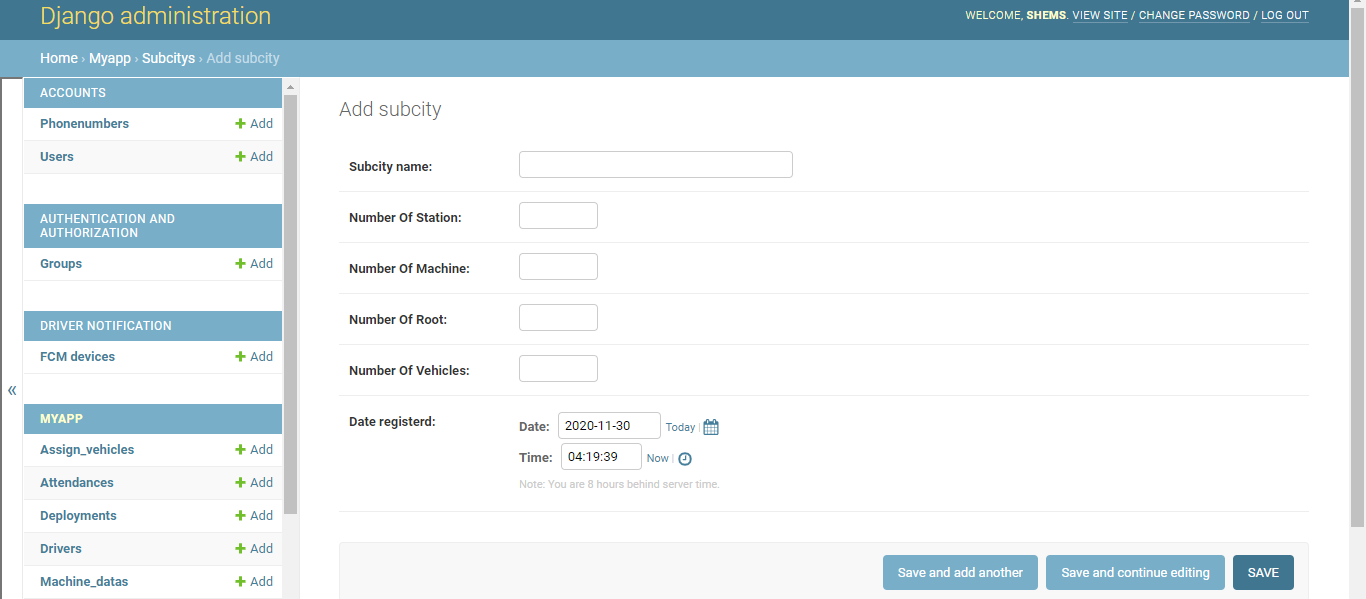 Django administration
WELCOME, SHEMS. VIEW SITE / CHANGE PASSWORD / LOG OUT
Home › Myapp › Subcitys › Add subcity
ACCOUNTS
Phonenumbers + Add
Users + Add
AUTHENTICATION AND
AUTHORIZATION
Groups + Add
DRIVER NOTIFICATION
FCM devices + Add
MYAPP
Assign_vehicles + Add
Attendances + Add
Deployments + Add
Drivers + Add
Machine_datas + Add
«
Add subcity
Subcity name:
Number Of Station:
Number Of Machine:
Number Of Root:
Number Of Vehicles:
Date registerd:
Date: 2020-11-30 Today |
Time: 04:19:39 Now |
Note: You are 8 hours behind server time.
Save and add another
Save and continue editing
SAVE